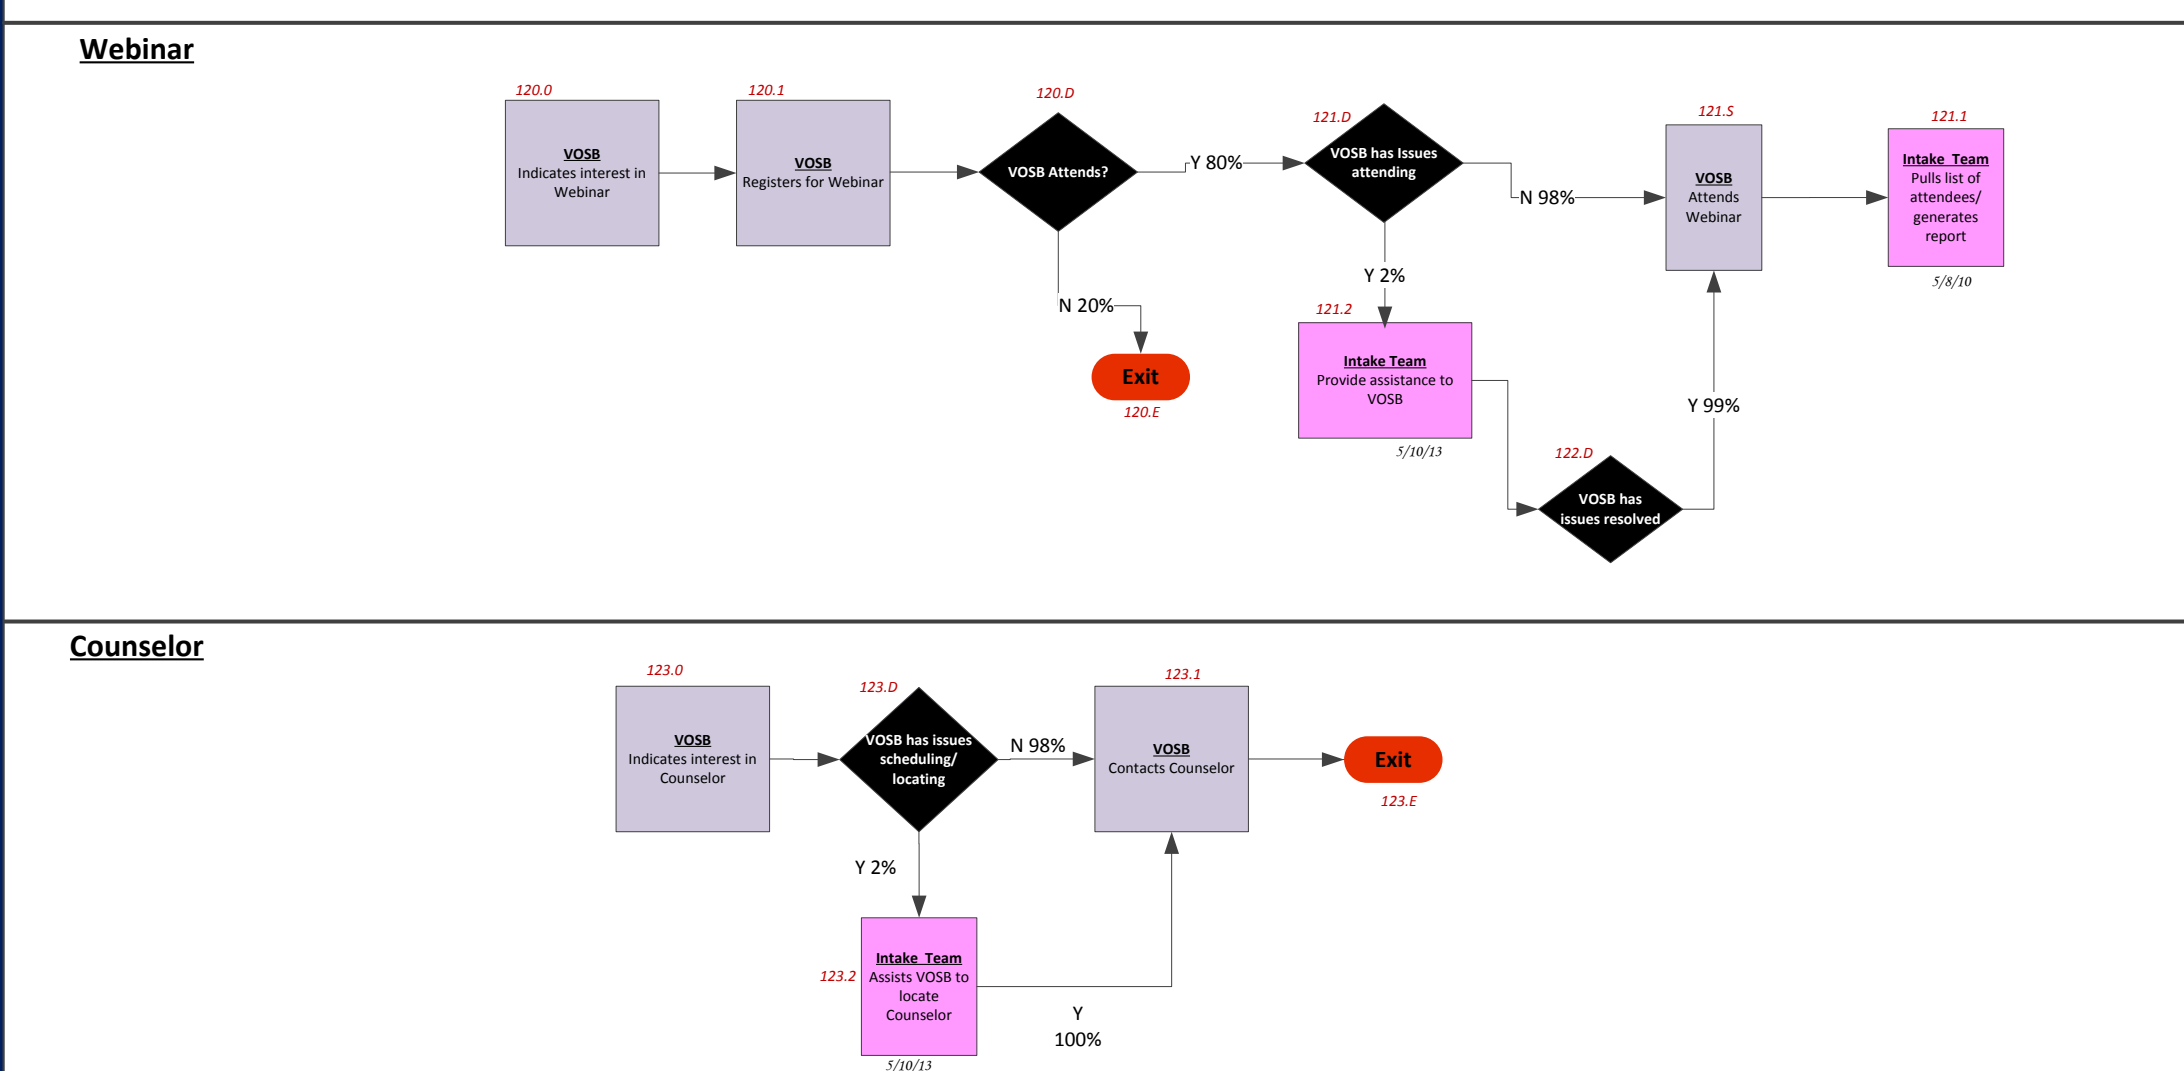 Webinar
120.0
VOSB
Indicates interest in
Webinar
120.1
VOSB
Registers for Webinar
120.D
VOSB Attends?
Y 80%
N 20%
Exit
120.E
121.D
VOSB has Issues
attending
N 98%
Y 2%
121.2
Intake Team
Provide assistance to
VOSB
5/10/13
122.D
VOSB has
issues resolved
Y 99%
121.S
VOSB
Attends
Webinar
121.1
Intake Team
Pulls list of
attendees/
generates
report
5/8/10
Counselor
123.0
VOSB
Indicates interest in
Counselor
123.D
VOSB has issues
scheduling/
locating
N 98%
Y 2%
123.1
VOSB
Contacts Counselor
Exit
123.E
123.2
Intake Team
Assists VOSB to
locate
Counselor
5/10/13
Y
100%